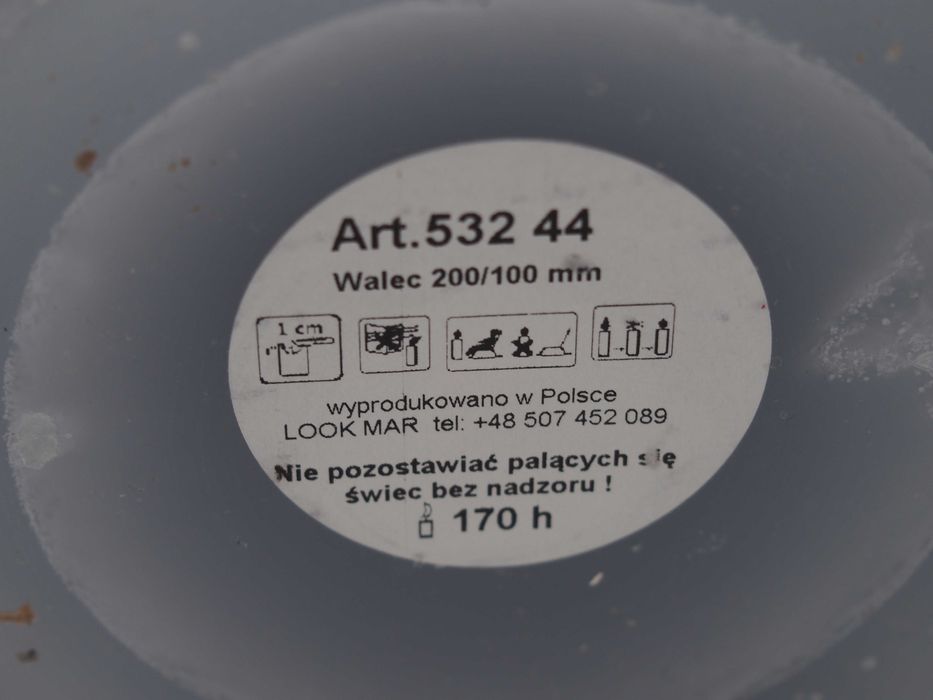 Art.532 44
Walec 200/100 mm
1 cm
wyprodukowano w Polsce
LOOK MAR tel: +48 507 452 089
Nie pozostawiać palących się
świec bez nadzoru !
170 h